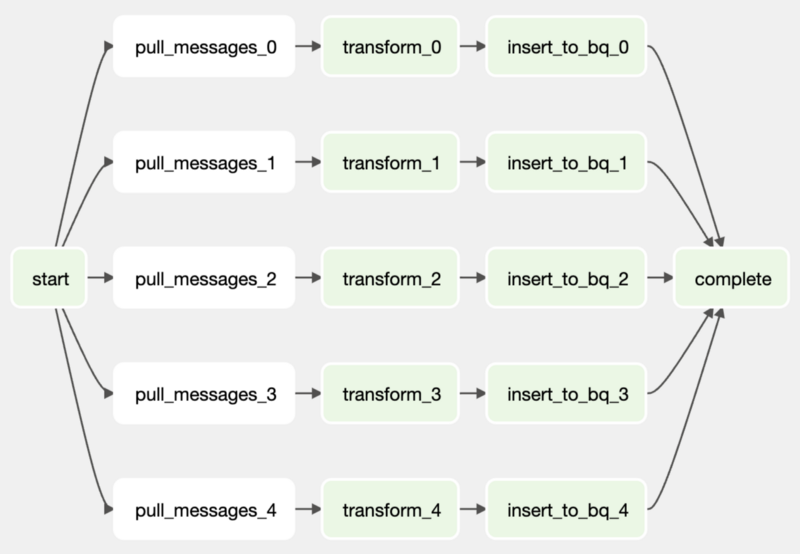 pull_messages_0
transform_0
insert_to_bq_0
pull_messages_1
transform_1
insert_to_bq_1
start
pull_messages_2
transform_2
insert_to_bq_2
complete
pull_messages_3
transform_3
insert_to_bq_3
pull_messages_4
transform_4
insert_to_bq_4